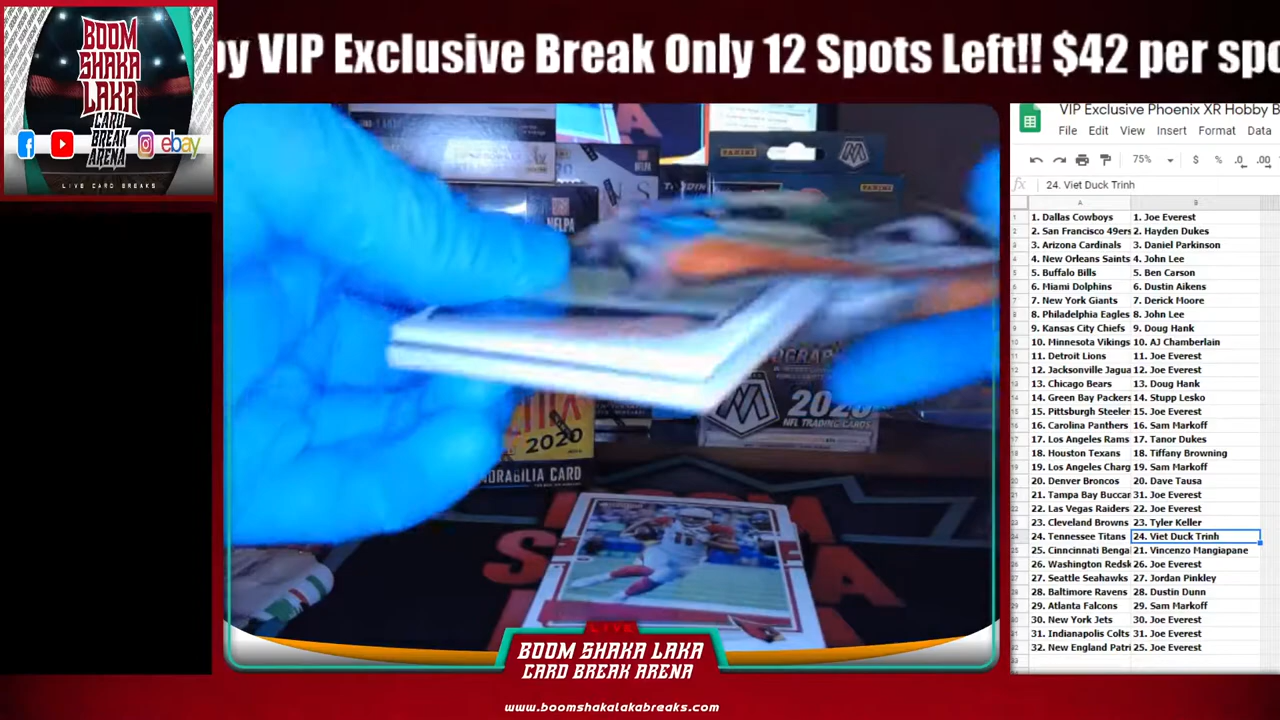 BOOM
SHAKA
LAKA
CARD
BREAK
ARENA
ebay
LIVE CARD BREAKS
by VIP Exclusive Break Only 12 Spots Left!! $42 per spo
VIP Exclusive Phoenix XR Hobby B
File Edit View Insert Format Data
75% $ % .0 .00
fx 24. Viet Duck Trinh
A B
1. Dallas Cowboys 1. Joe Everest
2. San Francisco 49ers 2. Hayden Dukes
3. Arizona Cardinals 3. Daniel Parkinson
4. New Orleans Saints 4. John Lee
5. Buffalo Bills 5. Ben Carson
6. Miami Dolphins 6. Dustin Aikens
7. New York Giants 7. Derick Moore
8. Philadelphia Eagles 8. John Lee
9. Kansas City Chiefs 9. Doug Hank
10. Minnesota Vikings 10. AJ Chamberlain
11. Detroit Lions 11. Joe Everest
12. Jacksonville Jagua 12. Joe Everest
13. Chicago Bears 13. Doug Hank
14. Green Bay Packers 14. Stupp Lesko
15. Pittsburgh Steeler 15. Joe Everest
16. Carolina Panthers 16. Sam Markoff
17. Los Angeles Rams 17. Tanor Dukes
18. Houston Texans 18. Tiffany Browning
19. Los Angeles Charg 19. Sam Markoff
20. Denver Broncos 20. Dave Tausa
21. Tampa Bay Buccan 31. Joe Everest
22. Las Vegas Raiders 22. Joe Everest
23. Cleveland Browns 23. Tyler Keller
24. Tennessee Titans 24. Viet Duck Trinh
25. Cinncinnati Benga 21. Vincenzo Mangiapane
26. Washington Redsk 26. Joe Everest
27. Seattle Seahawks 27. Jordan Pinkley
28. Baltimore Ravens 28. Dustin Dunn
29. Atlanta Falcons 29. Sam Markoff
30. New York Jets 30. Joe Everest
31. Indianapolis Colts 31. Joe Everest
32. New England Patri 25. Joe Everest
PANINI
NFLPA
2020
MORABILIA CARD
2020
NFL TRADING CARDS
LIVE
BOOM SHAKA LAKA
CARD BREAK ARENA
www.boomshakalakabreaks.com